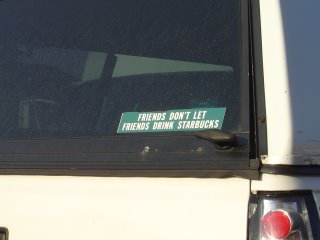 FRIENDS DON'T LET
FRIENDS DRINK STARBUCKS